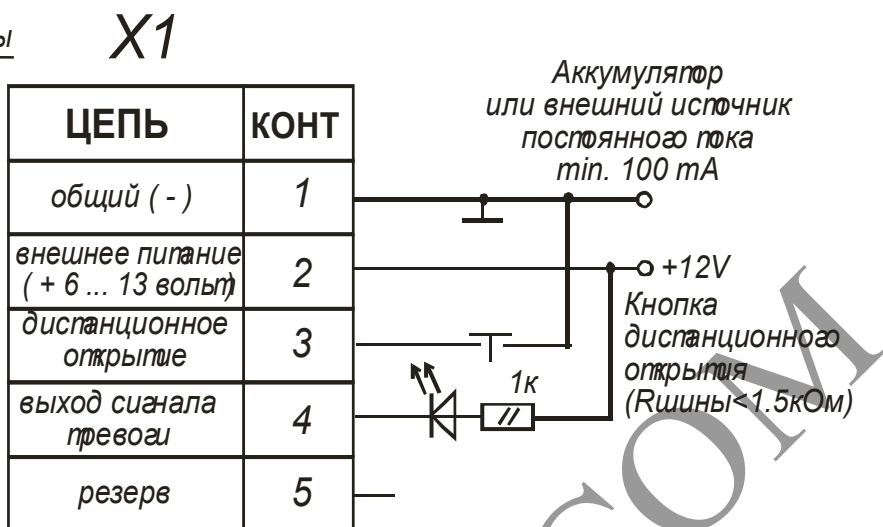 ы
X1
ЦЕПЬ КОНТ
общий ( - ) 1
внешнее питание
( + 6 ... 13 вольт) 2
дистанционное
открытие 3
выход сигнала
тревоги 4
резерв 5
Аккумулятор
или внешний источник
постоянного тока
min. 100 mA
+12V
Кнопка
дистанционного
открытия
(Rшины<1.5кОм)
1к
COM